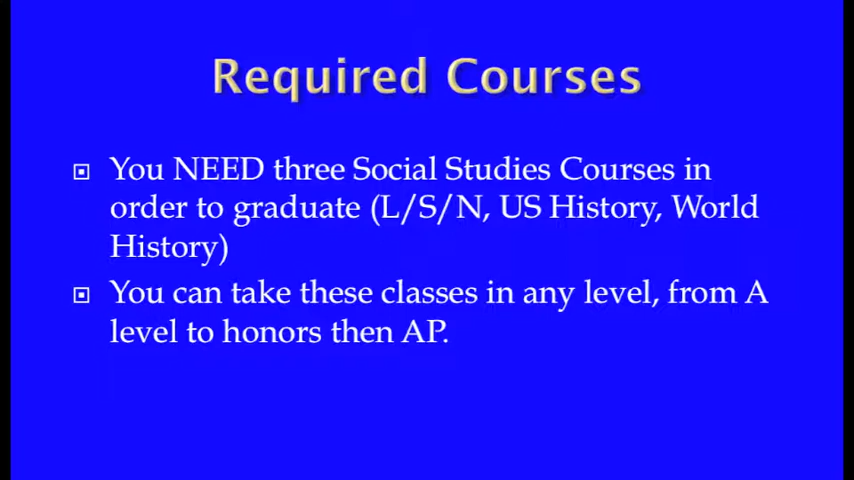 Required Courses
You NEED three Social Studies Courses in
order to graduate (L/S/N, US History, World
History)
You can take these classes in any level, from A
level to honors then AP.